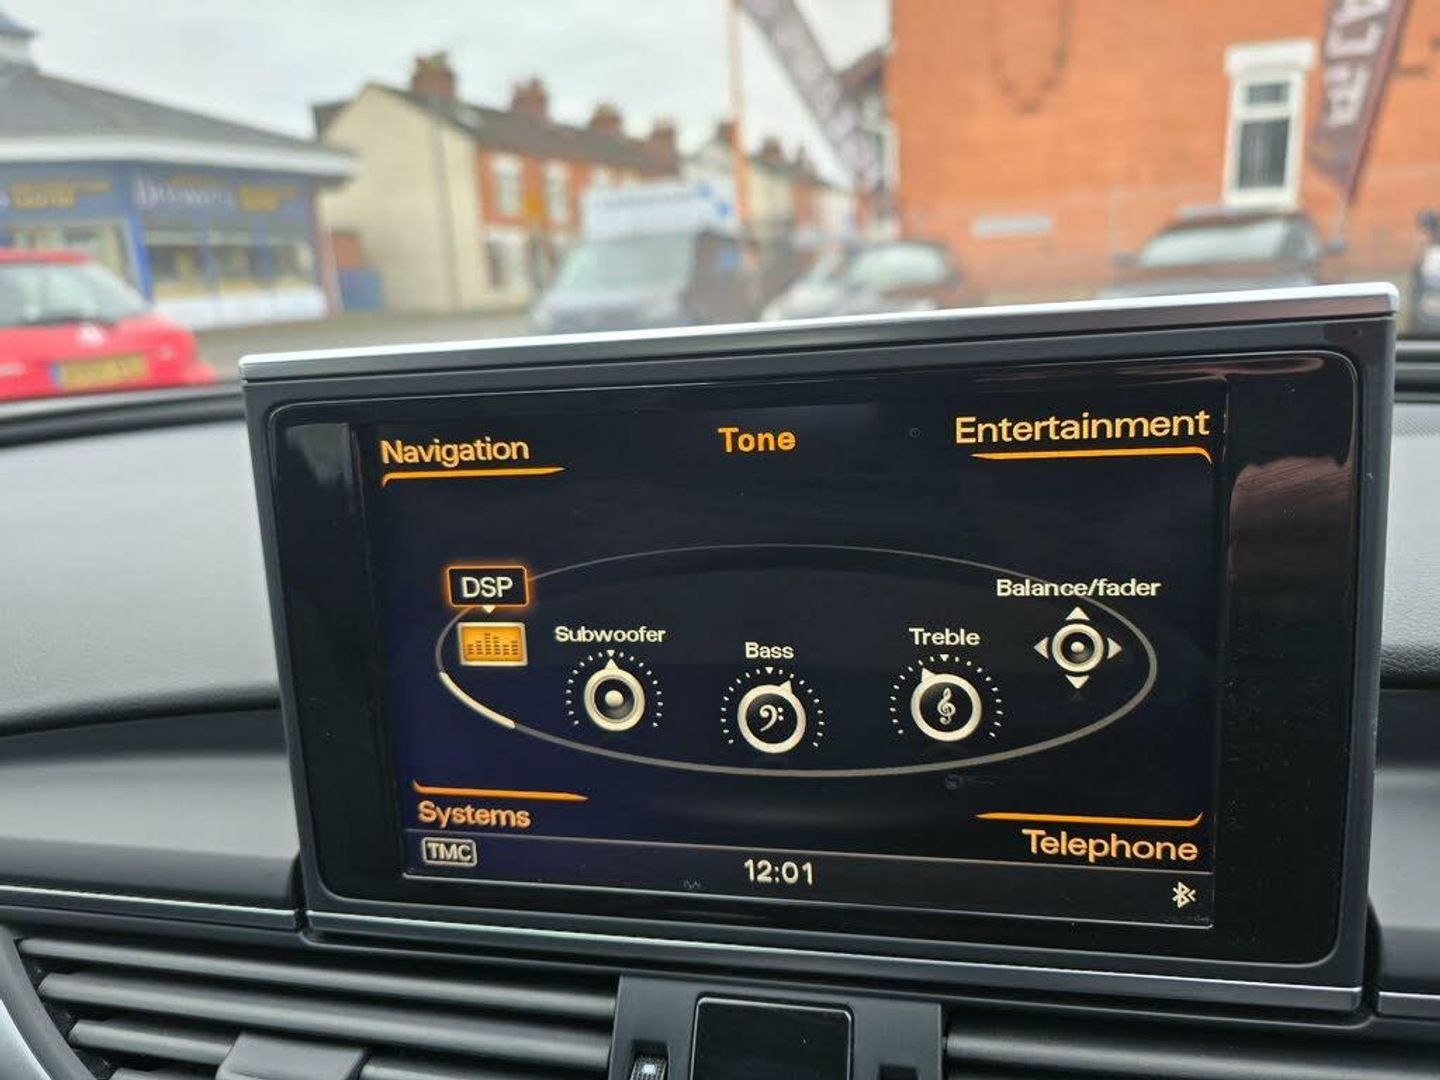 Navigation
Tone
Entertainment
DSP
Subwoofer
Bass
Treble
Balance/fader
Systems
Telephone
TMC
12:01